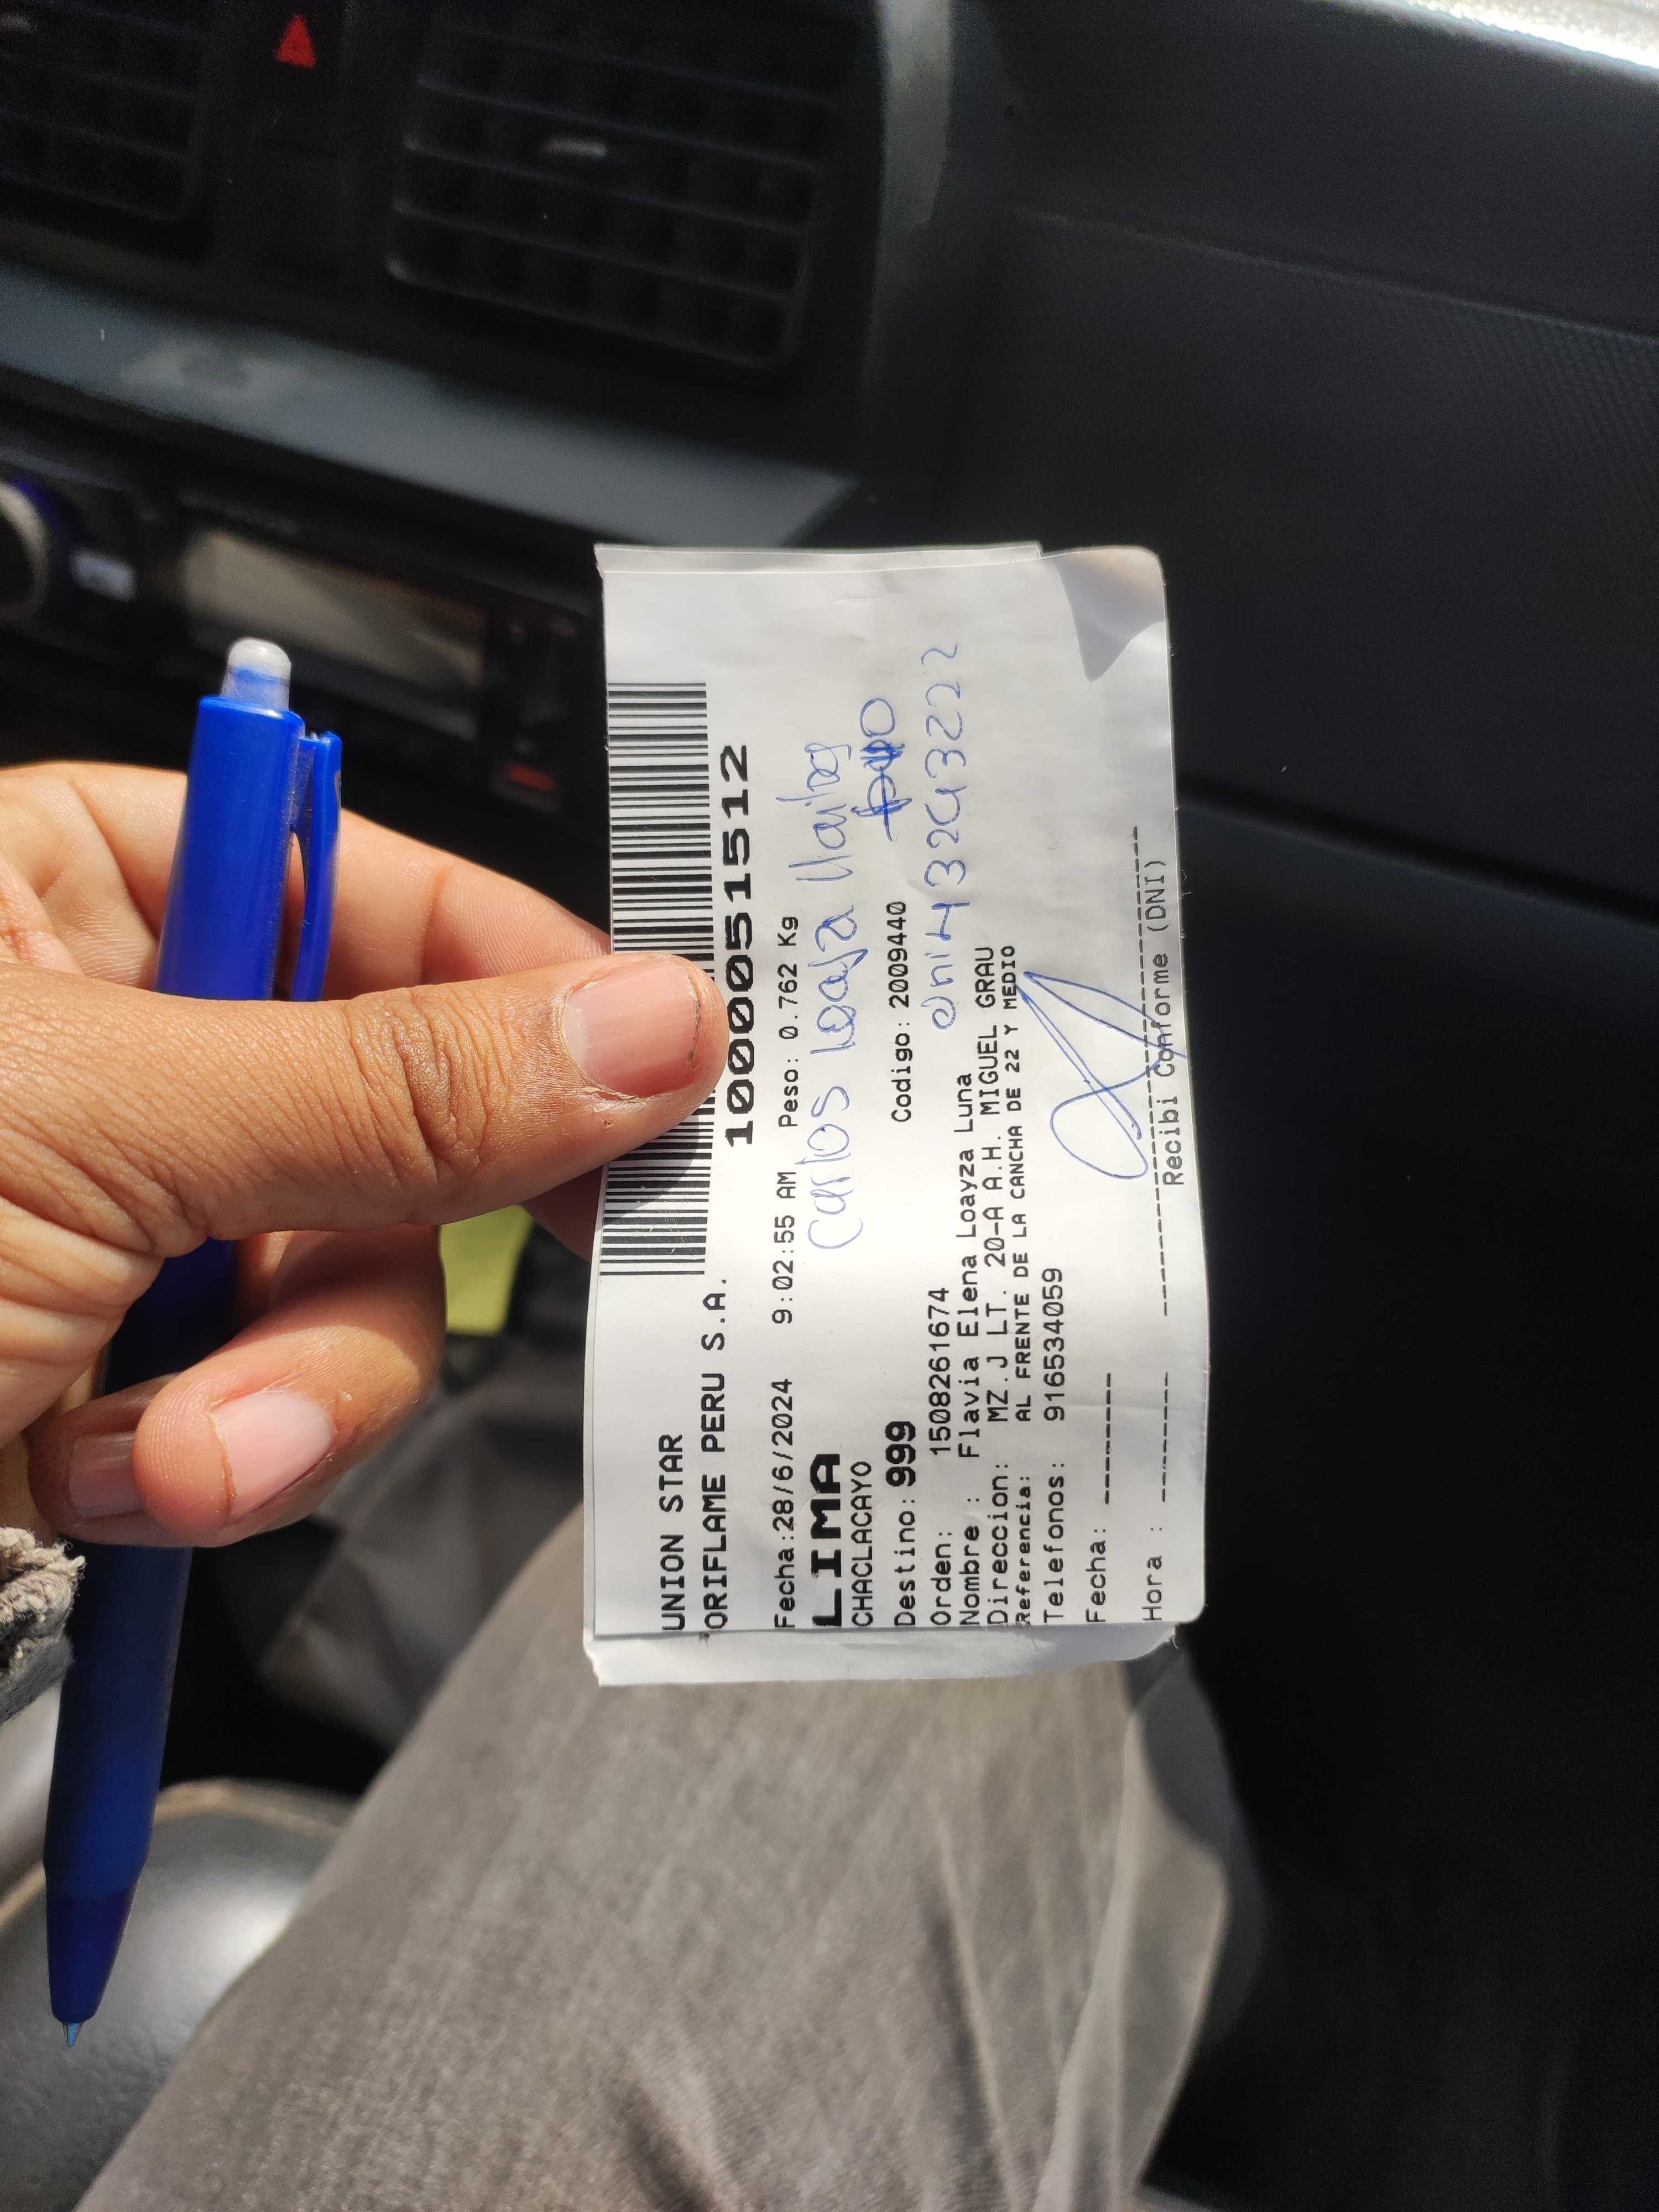 UNION STAR
ORIFLAME PERU S.A.
10000515 12
Fecha:28/6/2024 9:02:55 AM Peso: 0.762 Kg
LIMA
Carlos
CHACLACAYO
Destino:999 Codigo:2009440
Orden: 1508261674
Nombre : Flavia Elena Loayza Luna
Direccion: MZ.J LT. 20-A A.H. MIGUEL GRAU
Referencia: AL FRENTE DE LA CANCHA DE 22 Y MEDIO
Telefonos: 916534059
Fecha: -------
Hora : -------
Recibi Conforme (DNI)